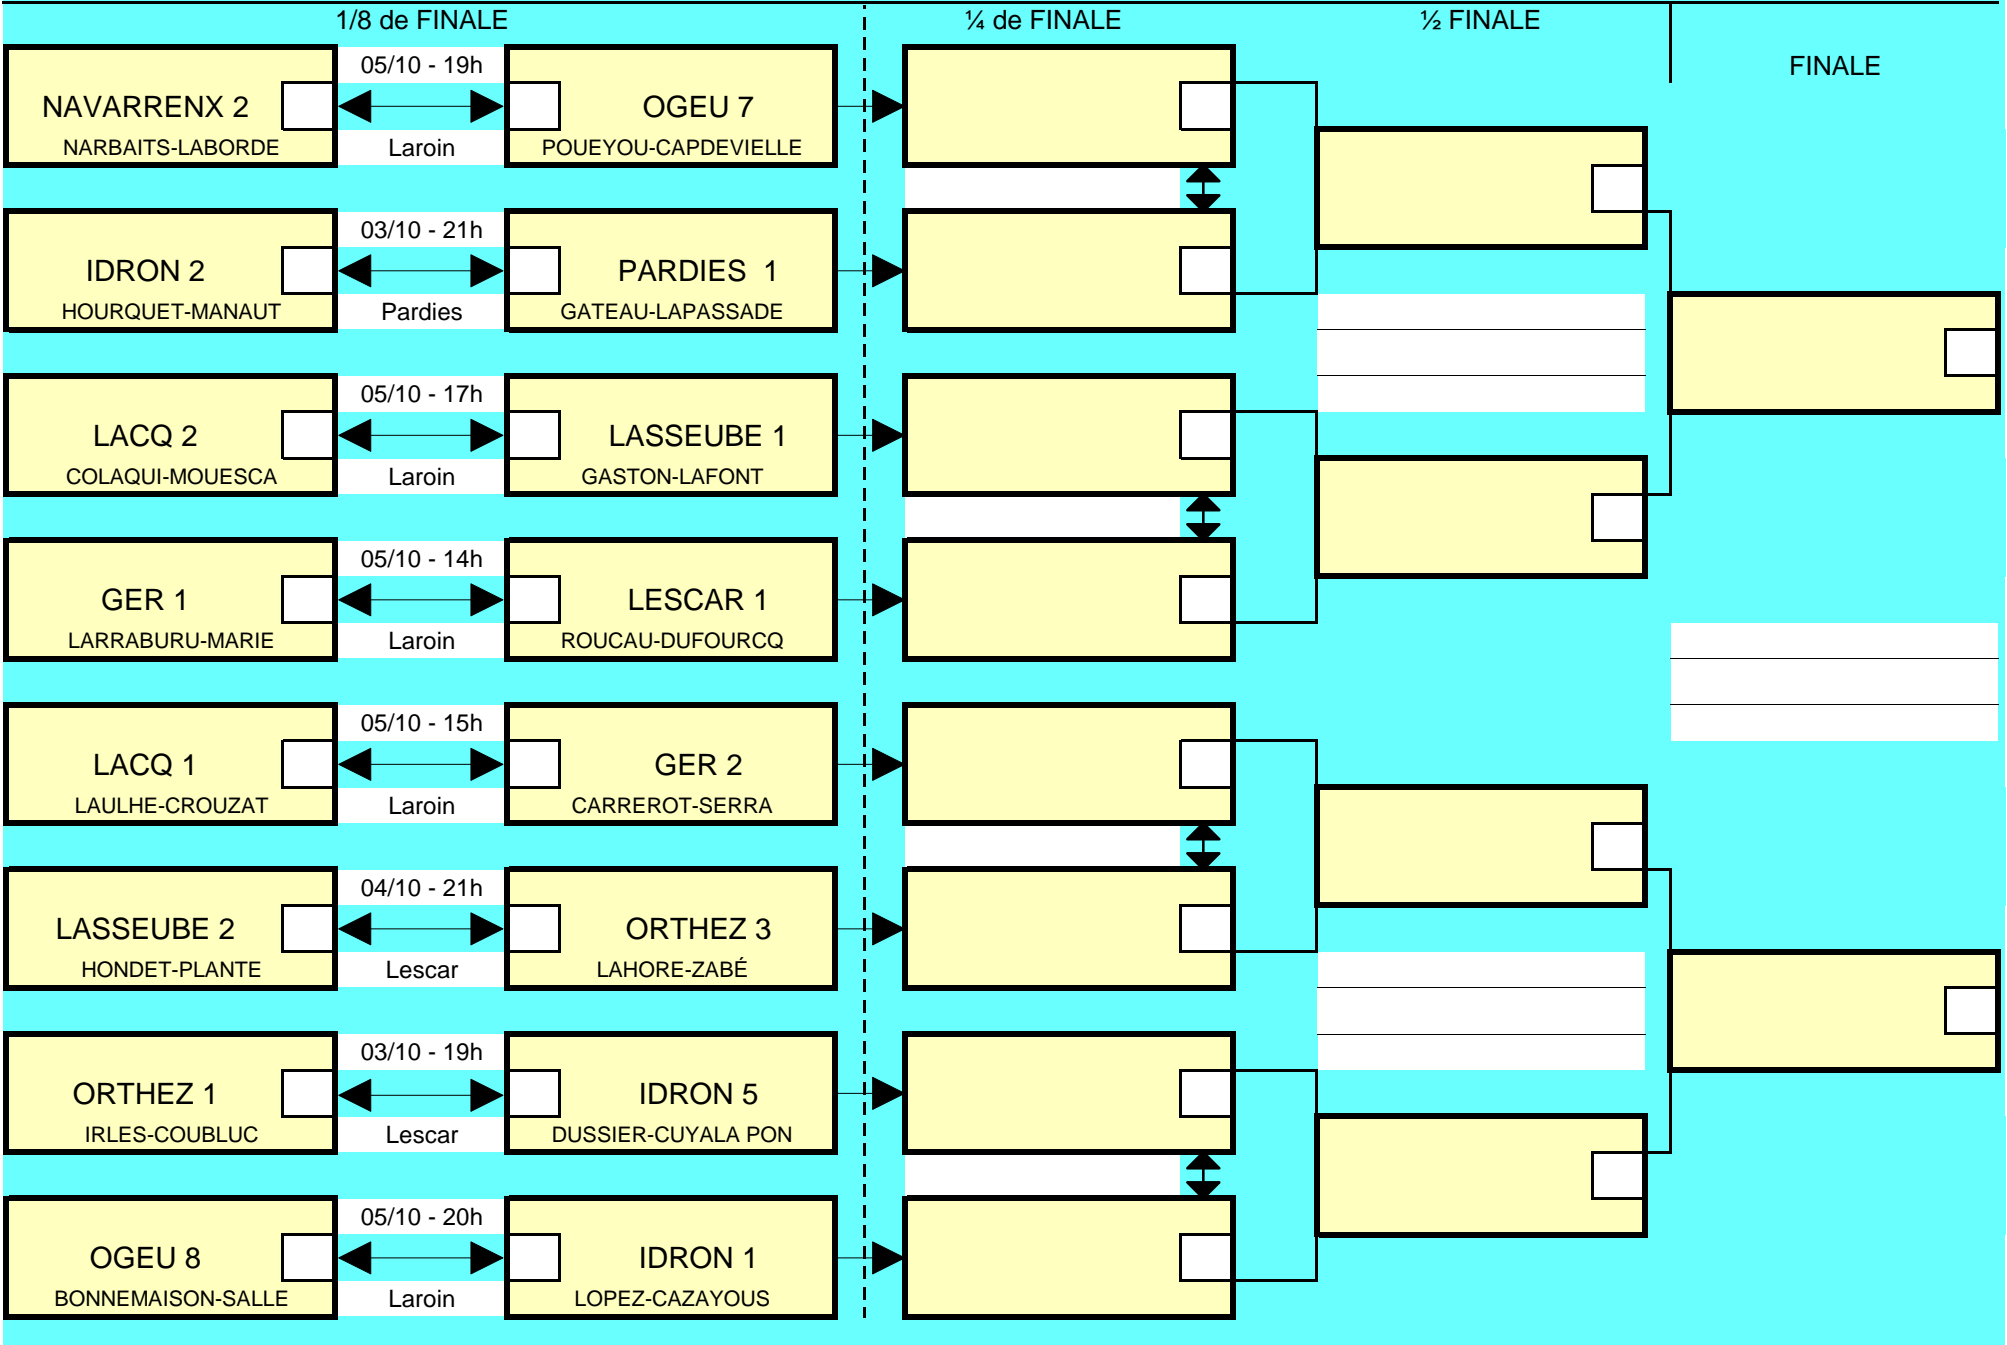 1/8 de FINALE
¼ de FINALE
½ FINALE
FINALE
05/10 - 19h
NAVARRENX 2
OGEU 7
NARBAITS-LABORDE
Laroin
POUEYOU-CAPDEVIELLE
03/10 - 21h
IDRON 2
PARDIES 1
HOURQUET-MANAUT
Pardies
GATEAU-LAPASSADE
05/10 - 17h
LACQ 2
LASSEUBE 1
COLAQUI-MOUESCA
Laroin
GASTON-LAFONT
05/10 - 14h
GER 1
LESCAR 1
LARRABURU-MARIE
Laroin
ROUCAU-DUFOURCQ
05/10 - 15h
LACQ 1
GER 2
LAULHE-CROUZAT
Laroin
CARREROT-SERRA
04/10 - 21h
LASSEUBE 2
ORTHEZ 3
HONDET-PLANTE
Lescar
LAHORE-ZABÉ
03/10 - 19h
ORTHEZ 1
IDRON 5
IRLES-COUBLUC
Lescar
DUSSIER-CUYALA PON
05/10 - 20h
OGEU 8
IDRON 1
BONNEMAISON-SALLE
Laroin
LOPEZ-CAZAYOUS